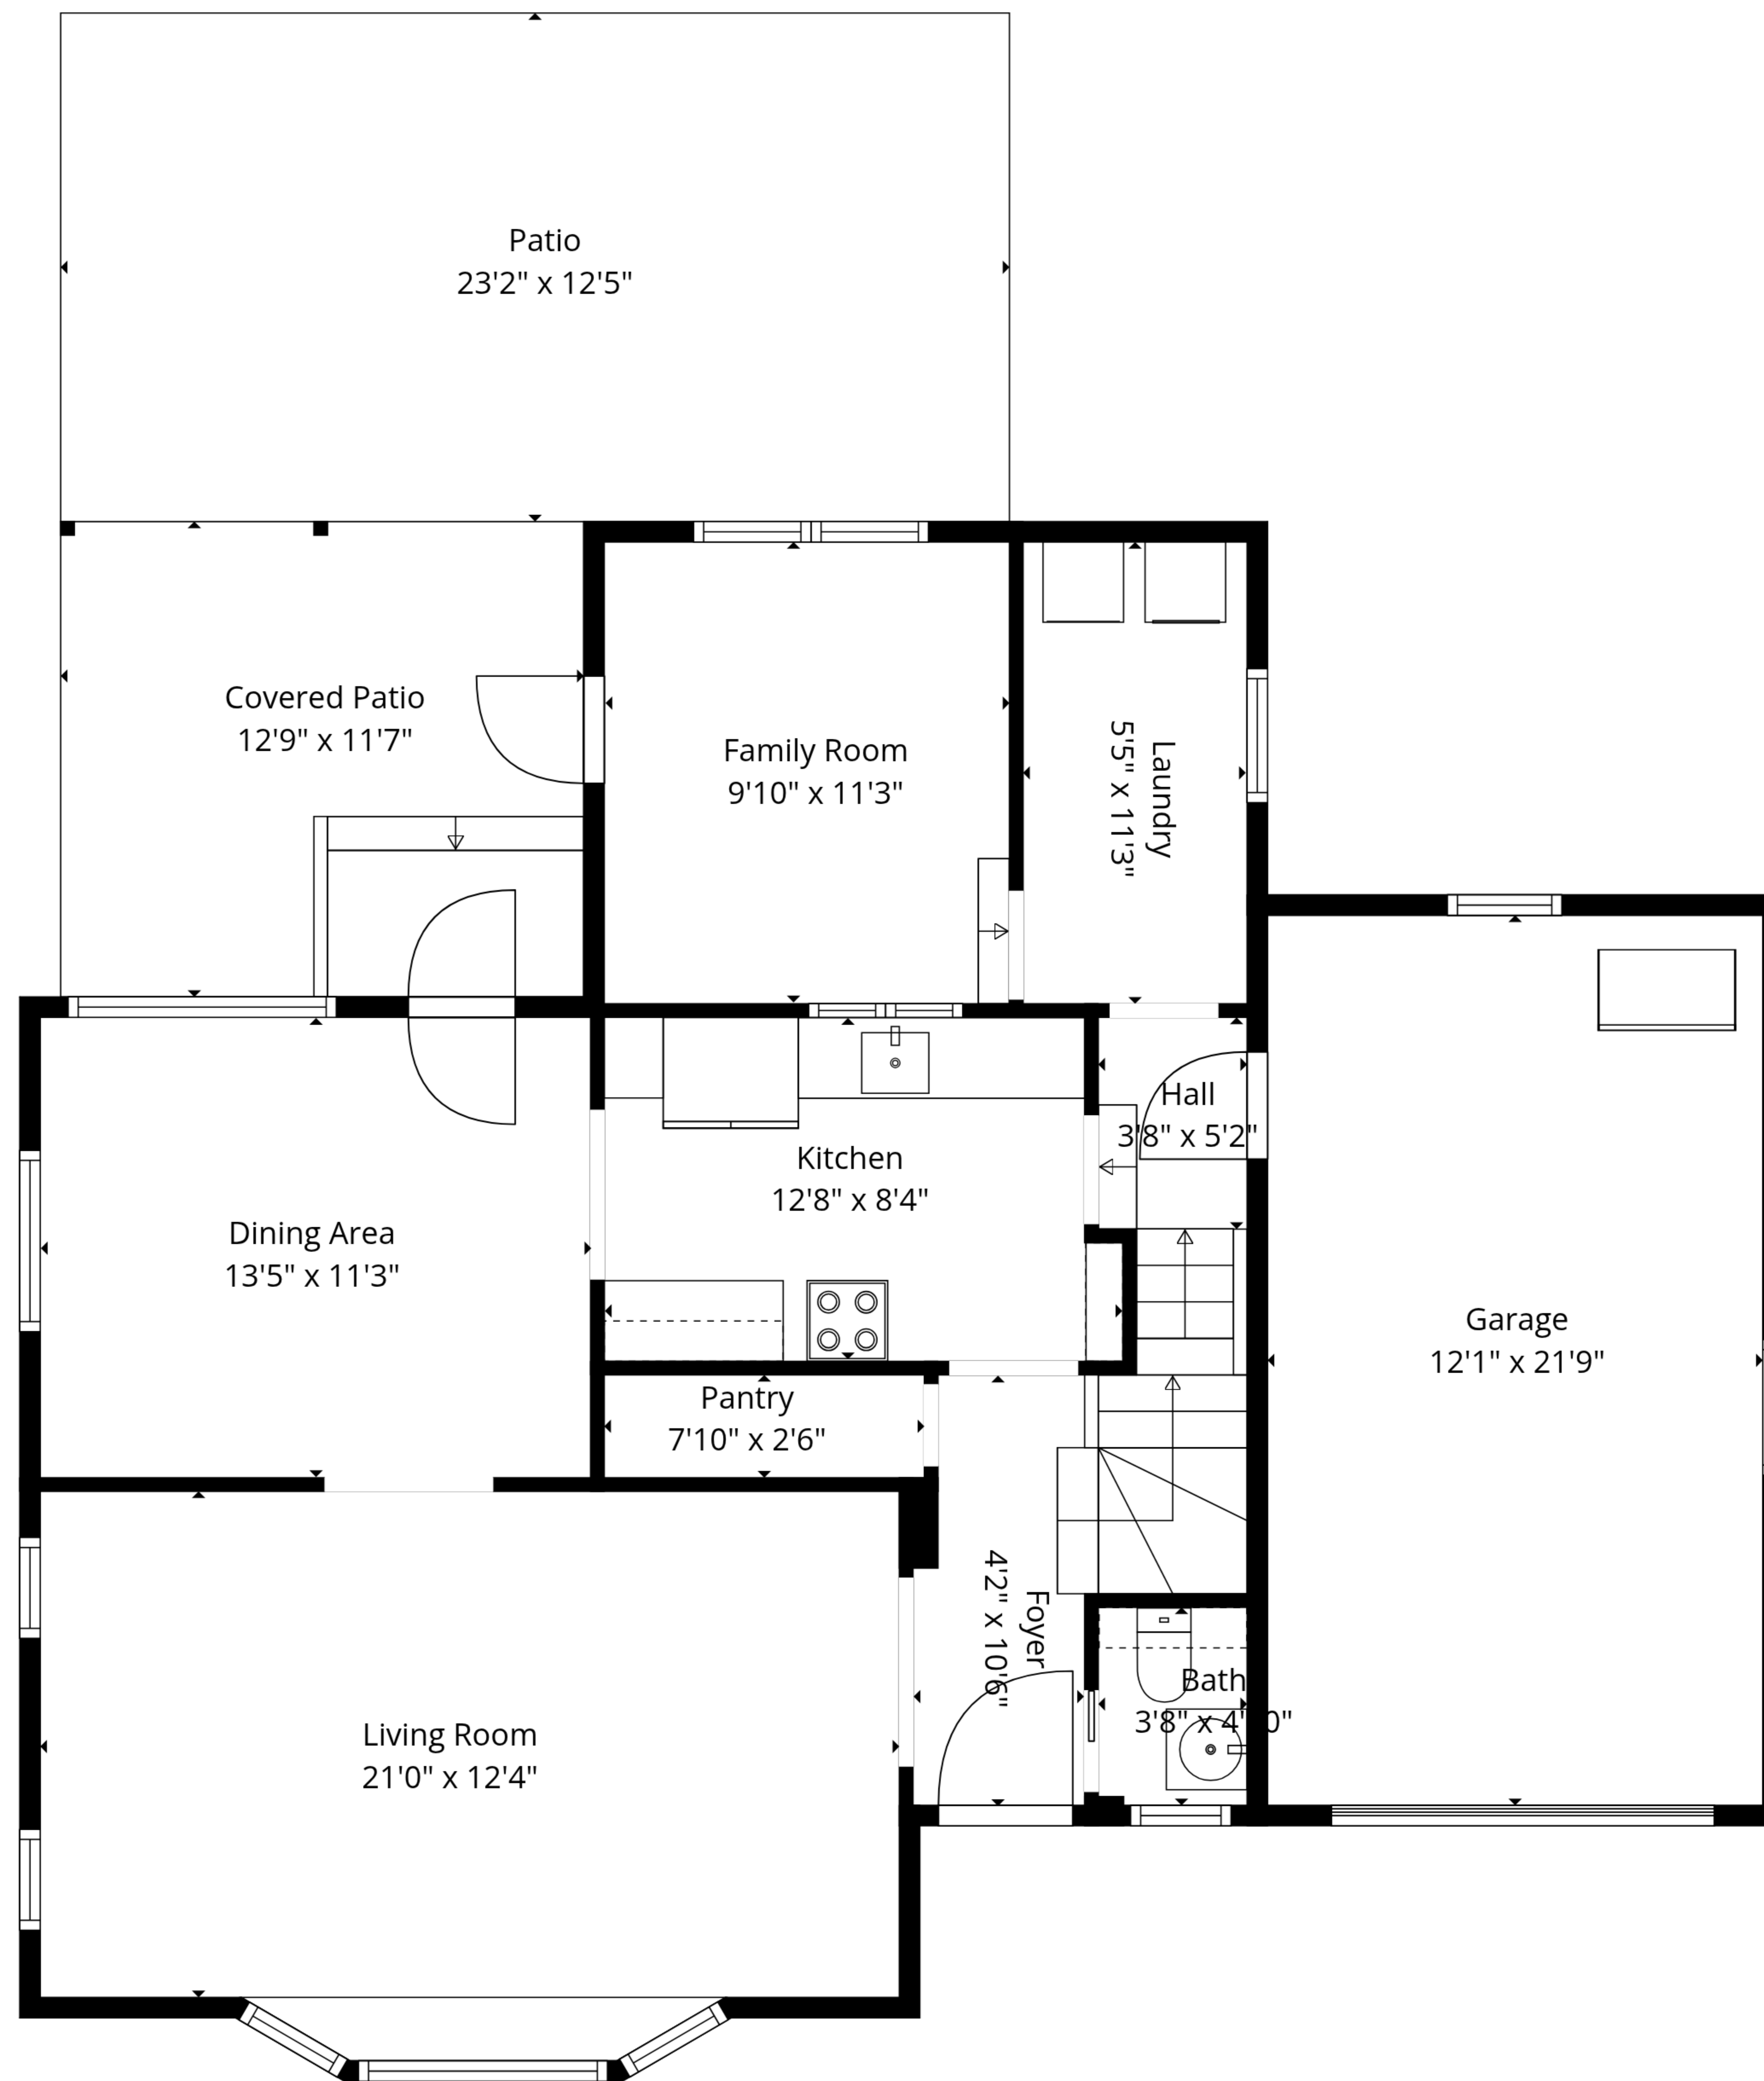 Patio
23'2" x 12'5"
Covered Patio
12'9" x 11'7"
Family Room
9'10" x 11'3"
Laundry
5'5" x 11'3"
Hall
3'8" x 5'2"
Kitchen
12'8" x 8'4"
Dining Area
13'5" x 11'3"
Garage
12'1" x 21'9"
Pantry
7'10" x 2'6"
Foyer
4'2" x 10'6"
Bath
3'8" x
Living Room
21'0" x 12'4"